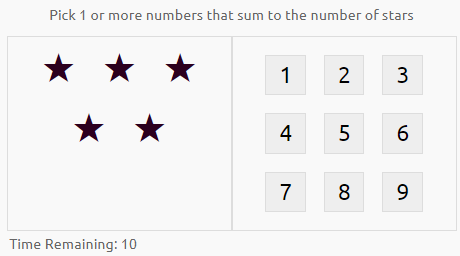 Pick 1 or more numbers that sum to the number of stars
1 2 3
4 5 6
7 8 9
Time Remaining: 10